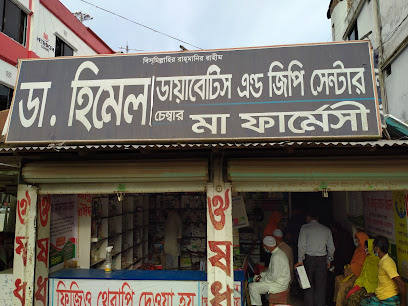 বিসমিল্লাহির রাহমানির রাহীম
ডা. হিমেল
ডায়াবেটিস এন্ড জিপি সেন্টার
চেম্বার মা ফার্মেসী
ঔষধ
ঔষধ
ফিজিও থেরাপি দেওয়া হয়